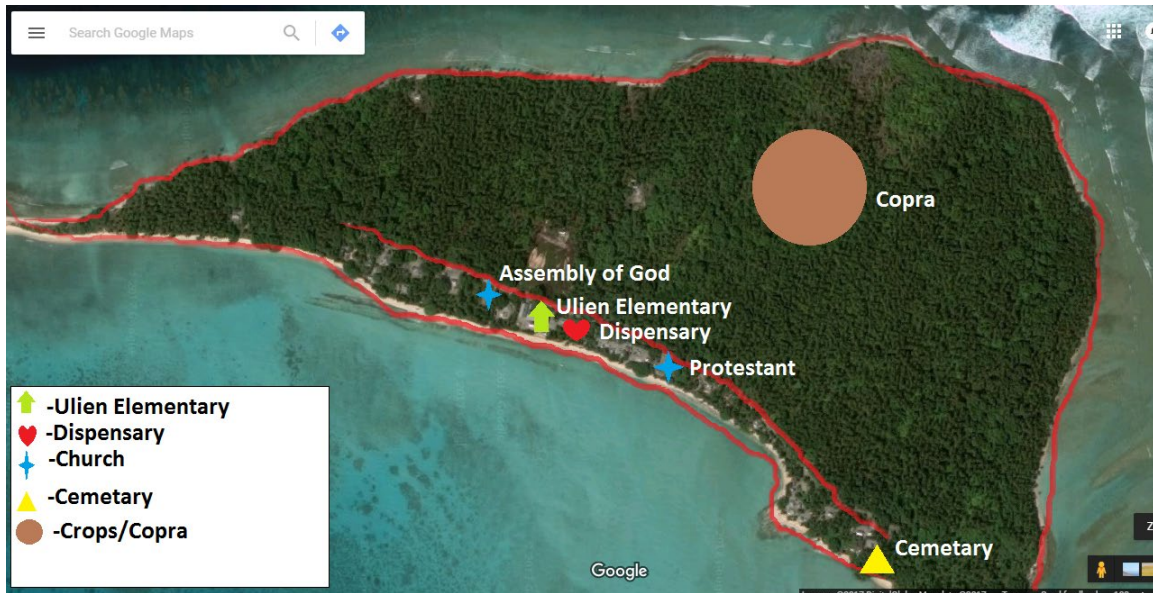 Search Google Maps
Copra
Assembly of God
Ulien Elementary
Dispensary
Protestant
-Ulien Elementary
-Dispensary
-Church
-Cemetary
-Crops/Copra
Cemetary
Google